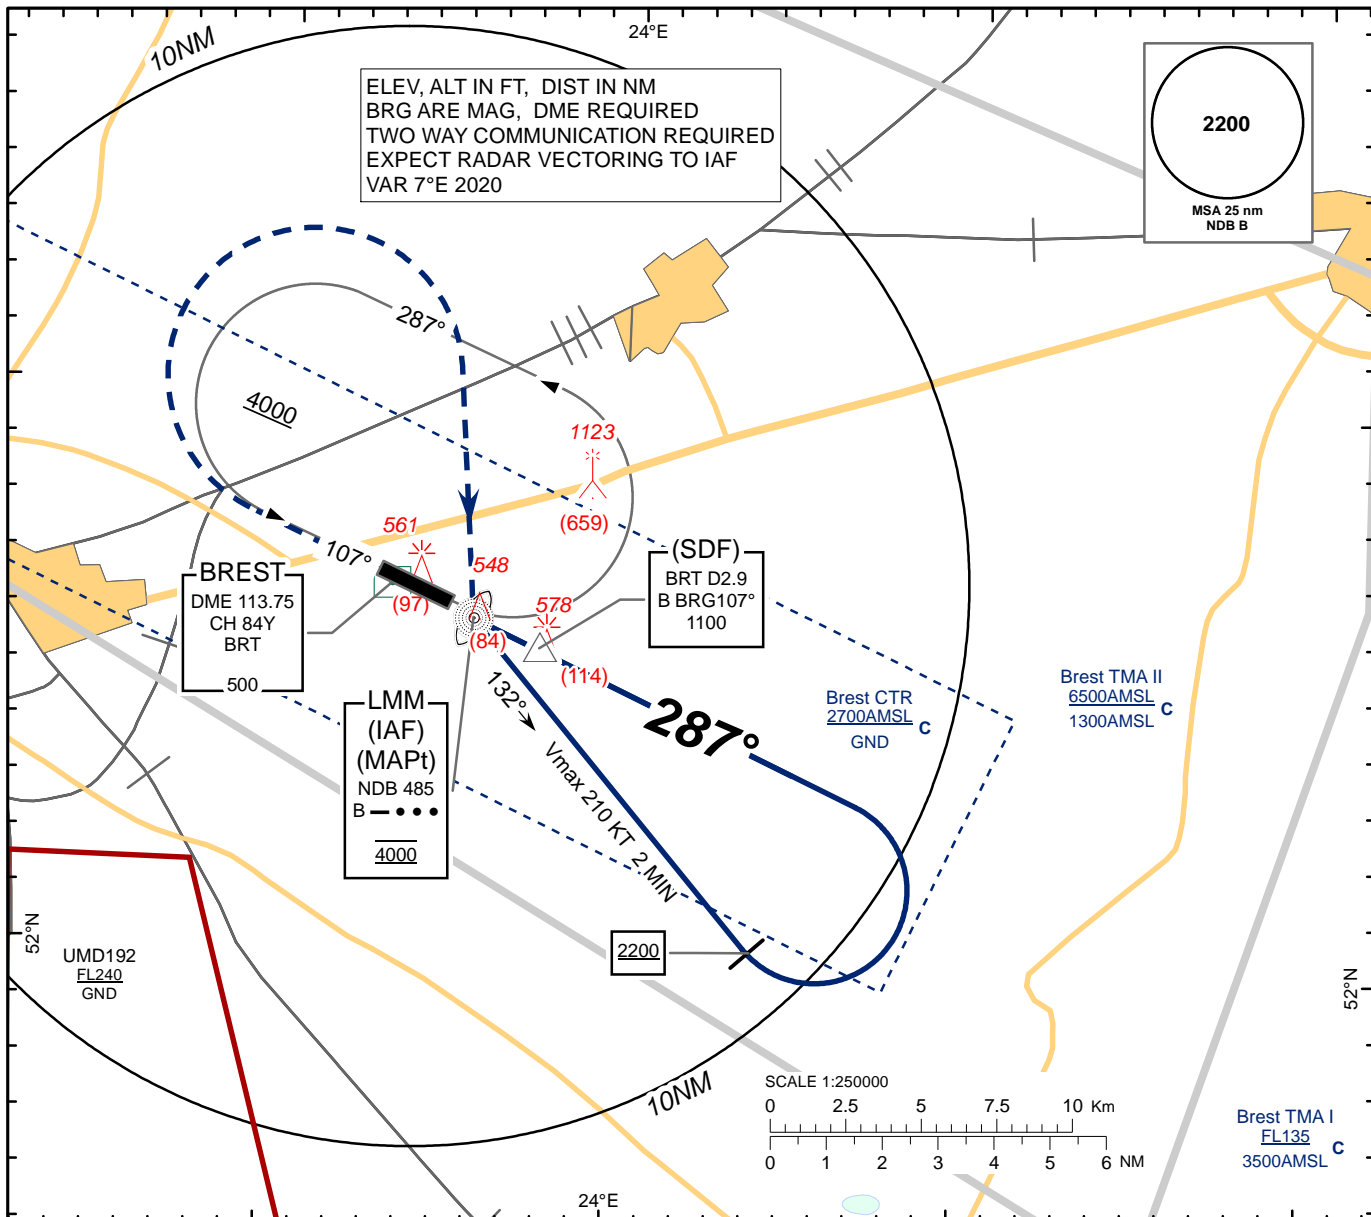 10NM
24°E
ELEV, ALT IN FT, DIST IN NM
BRG ARE MAG, DME REQUIRED
TWO WAY COMMUNICATION REQUIRED
EXPECT RADAR VECTORING TO IAF
VAR 7°E 2020
2200
MSA 25 nm
NDB B
287°
4000
1123
(659)
561
107°
(97)
548
(84)
578
(114)
BREST
DME 113.75
CH 84Y
BRT
500
(SDF)
BRT D2.9
B BRG107°
1100
LMM
(IAF)
(MAPt)
NDB 485
B
4000
132°
Vmax 210 KT 2 MIN
287°
Brest CTR
2700AMSL C
GND
Brest TMA II
6500AMSL C
1300AMSL
2200
52°N
UMD192
FL240
GND
52°N
10NM
SCALE 1:250000
0 2.5 5 7.5 10 Km
0 1 2 3 4 5 6 NM
Brest TMA I
FL135 C
3500AMSL
24°E